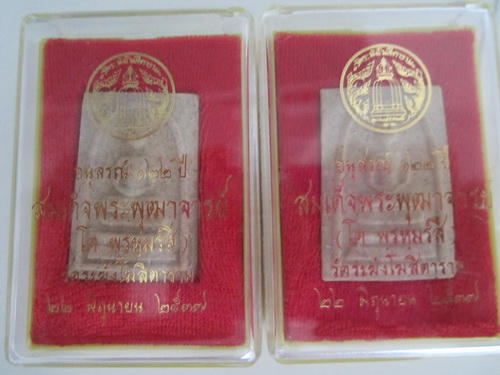 อนุสรณ์ ๑๒๒ ปี
สมเด็จพระพุฒาจารย์
(โต พรหมรังสี)
วัดระฆังโฆสิตาราม
๒๒ มิถุนายน ๒๕๓๗
อนุสรณ์ ๑๒๒ ปี
สมเด็จพระพุฒาจารย์
(โต พรหมรังสี)
วัดระฆังโฆสิตาราม
๒๒ มิถุนายน ๒๕๓๗